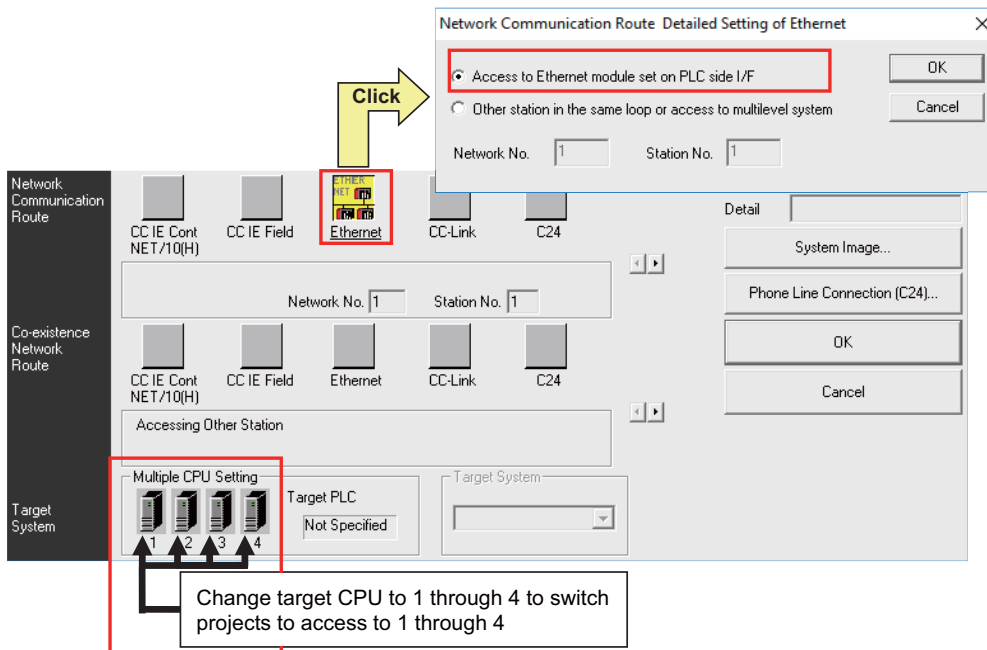 Network Communication Route  Detailed Setting of Ethernet
Access to Ethernet module set on PLC side I/F
Other station in the same loop or access to multilevel system
Network No.
1
Station No.
1
OK
Cancel
Click
Network
Communication
Route
CC IE Cont
NET/10(H)
CC IE Field
ETHER
NET
Ethernet
CC-Link
C24
Network No.
1
Station No.
1
Detail
System Image...
Phone Line Connection (C24)...
OK
Cancel
Co-existence
Network
Route
CC IE Cont
NET/10(H)
CC IE Field
Ethernet
CC-Link
C24
Accessing Other Station
Target
System
Multiple CPU Setting
1 2 3 4
Target PLC
Not Specified
Target System
Change target CPU to 1 through 4 to switch
projects to access to 1 through 4